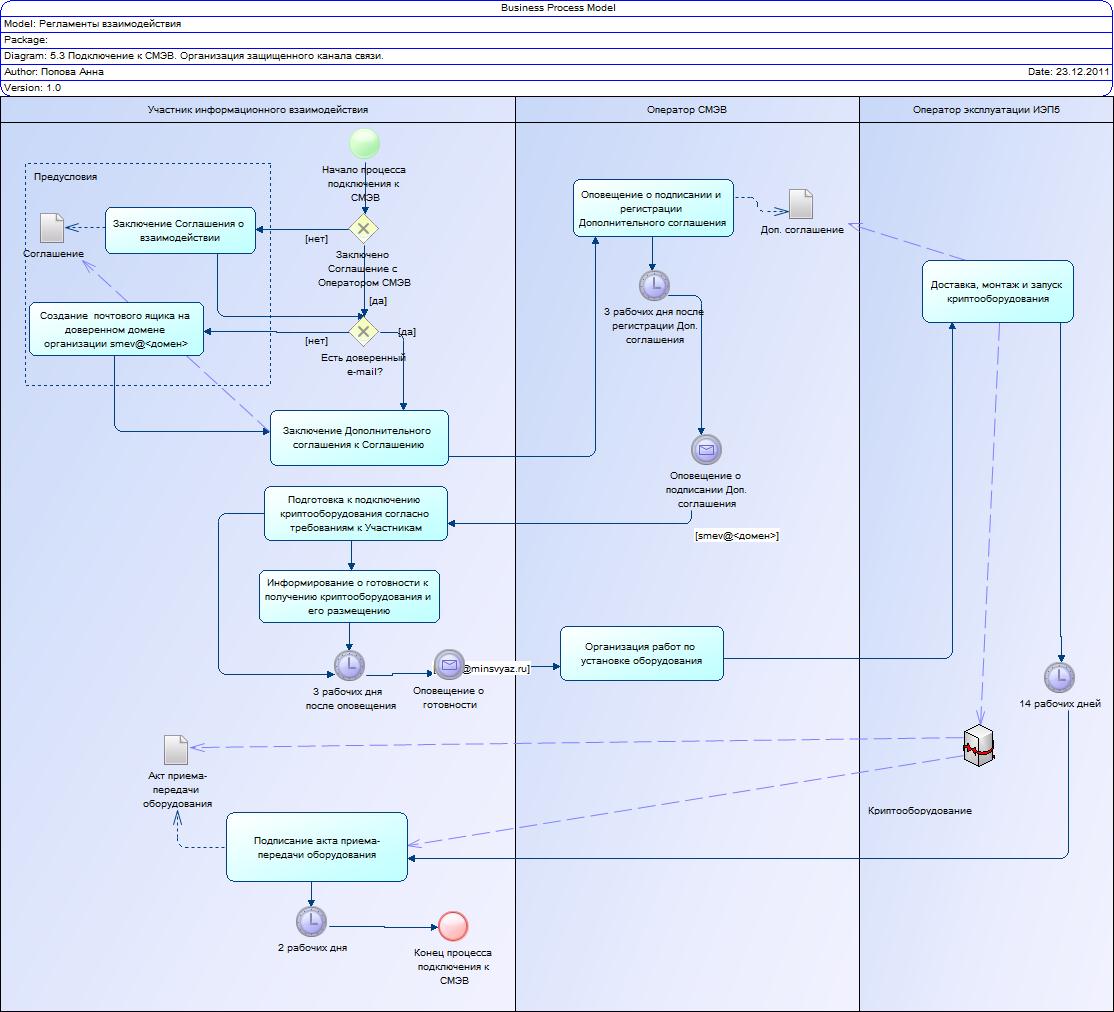 Business Process Model
Model: Регламенты взаимодействия
Package:
Diagram: 5.3 Подключение к СМЭВ. Организация защищенного канала связи.
Author: Попова Анна
Date: 23.12.2011
Version: 1.0
Участник информационного взаимодействия
Оператор СМЭВ
Оператор эксплуатации ИЭП5
Начало процесса
подключения к
СМЭВ
Предусловия
Заключение Соглашения о
взаимодействии
Соглашение
[нет]
Заключено
Соглашение с
Оператором СМЭВ
[да]
Создание почтового ящика на
доверенном домене
организации smev@<домен>
[нет]
[да]
Есть доверенный
e-mail?
Заключение Дополнительного
соглашения к Соглашению
Оповещение о подписании и
регистрации
Дополнительного соглашения
Доп. соглашение
3 рабочих дня после
регистрации Доп.
соглашения
Доставка, монтаж и запуск
криптооборудования
Оповещение о
подписании Доп.
соглашения
[smev@<домен>]
Подготовка к подключению
криптооборудования согласно
требованиям к Участникам
Информирование о готовности к
получению криптооборудования и
его размещению
3 рабочих дня
после оповещения
@minsvyaz.ru]
Оповещение о
готовности
Организация работ по
установке оборудования
14 рабочих дней
Акт приема-
передачи
оборудования
Криптооборудование
Подписание акта приема-
передачи оборудования
2 рабочих дня
Конец процесса
подключения к
СМЭВ